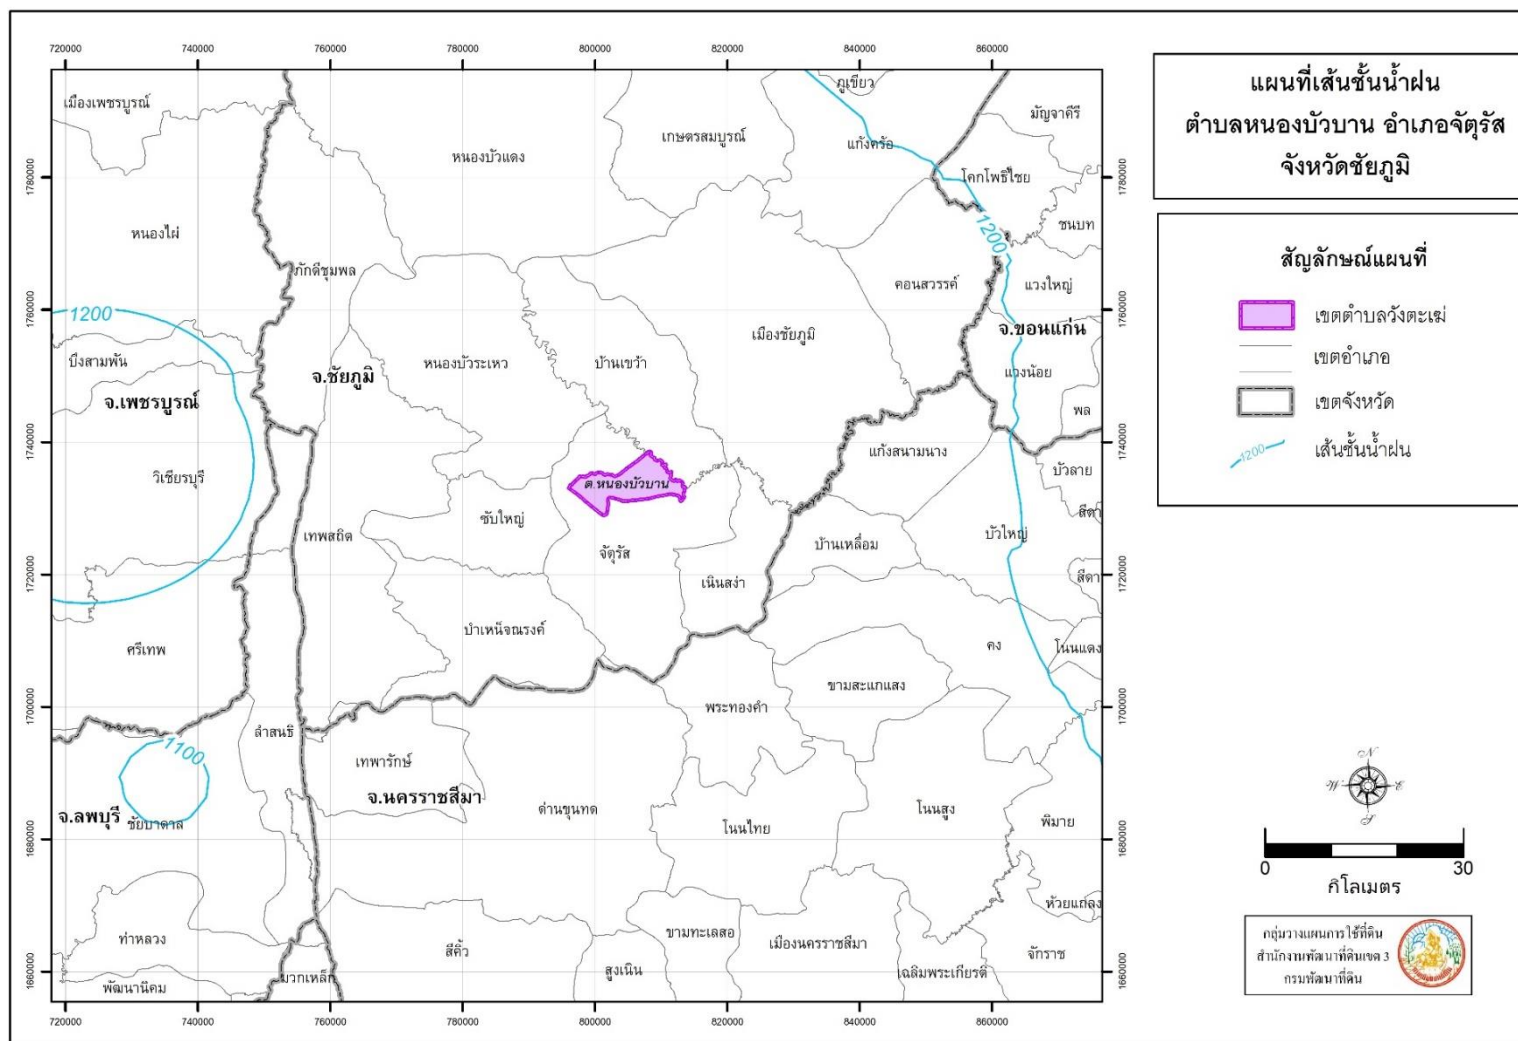 720000 740000 760000 780000 800000 820000 840000 860000
แผนที่เส้นชั้นน้ำฝน
ตำบลหนองบัวบาน อำเภอจัตุรัส
จังหวัดชัยภูมิ
สัญลักษณ์แผนที่
เขตตำบลวังตะเฆ่
เขตอำเภอ
เขตจังหวัด
1200 เส้นชั้นน้ำฝน
ภูเขียว
เมืองเพชรบูรณ์
มัญจาคีรี
เกษตรสมบูรณ์
แก้งคร้อ
หนองบัวแดง
1780000 1780000
โคกโพธิ์ไชย
ชนบท
หนองไผ่
1200
ภักดีชุมพล
คอนสวรรค์
แวงใหญ่
1760000 1760000
1200
จ.ขอนแก่น
เมืองชัยภูมิ
บึงสามพัน
หนองบัวระเหว
บ้านเขว้า
จ.ชัยภูมิ
แวงน้อย
จ.เพชรบูรณ์
พล
1740000 1740000
แก้งสนามนาง
บัวลาย
วิเชียรบุรี
ต.หนองบัวบาน
สีดา
ซับใหญ่
เทพสถิต
บัวใหญ่
บ้านเหลื่อม
จัตุรัส
1720000 1720000
เนินสง่า
สีดา
บำเหน็จณรงค์
ศรีเทพ
คง
โนนแดง
ขามสะแกแสง
1700000 1700000
พระทองคำ
ลำสนธิ
1100
เทพารักษ์
จ.นครราชสีมา
ด่านขุนทด
โนนสูง
จ.ลพบุรี
ชัยบาดาล
โนนไทย
พิมาย
1680000 1680000
ห้วยแถลง
ท่าหลวง
สีคิ้ว
ขามทะเลสอ
เมืองนครราชสีมา
จักราช
1660000 1660000
พัฒนานิคม
มวกเหล็ก
สูงเนิน
เฉลิมพระเกียรติ
720000 740000 760000 780000 800000 820000 840000 860000
N
W E
S
0 30
กิโลเมตร
กลุ่มวางแผนการใช้ที่ดิน
สำนักงานพัฒนาที่ดินเขต 3
กรมพัฒนาที่ดิน